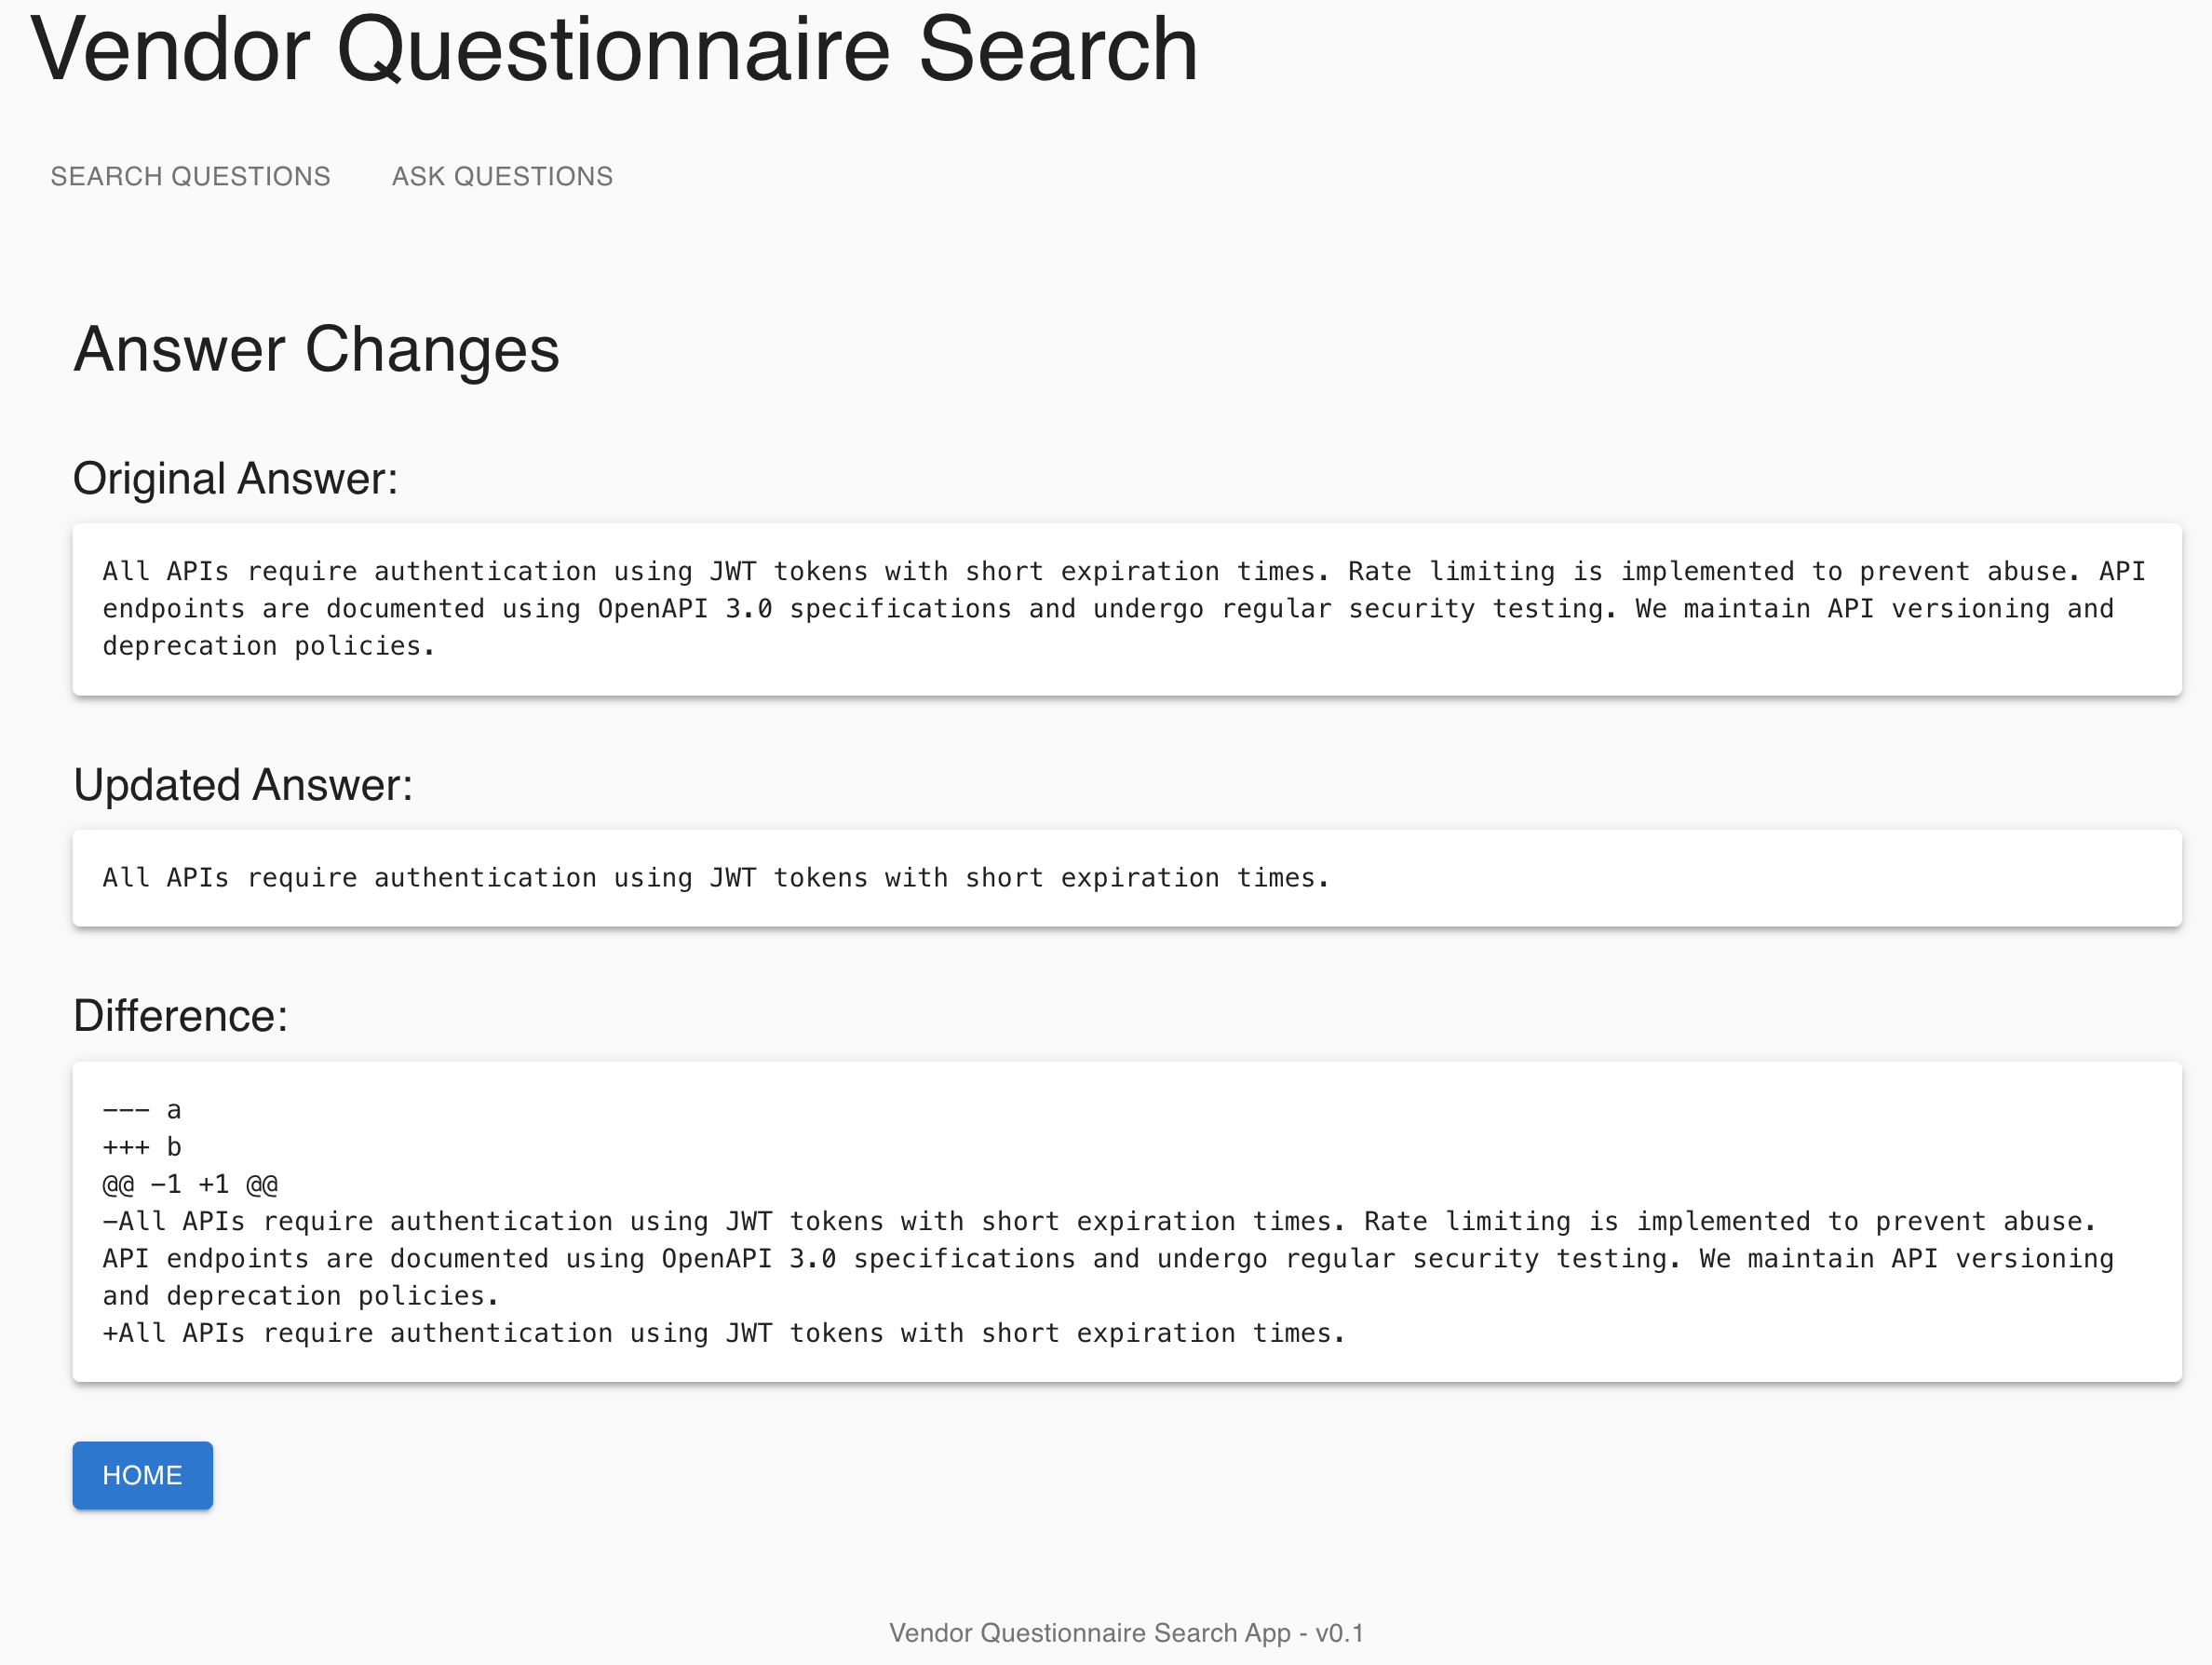 Vendor Questionnaire Search
SEARCH QUESTIONS ASK QUESTIONS
Answer Changes
Original Answer:
All APIs require authentication using JWT tokens with short expiration times. Rate limiting is implemented to prevent abuse. API
endpoints are documented using OpenAPI 3.0 specifications and undergo regular security testing. We maintain API versioning and
deprecation policies.
Updated Answer:
All APIs require authentication using JWT tokens with short expiration times.
Difference:
--- a
+++ b
@@ -1 +1 @@
-All APIs require authentication using JWT tokens with short expiration times. Rate limiting is implemented to prevent abuse.
API endpoints are documented using OpenAPI 3.0 specifications and undergo regular security testing. We maintain API versioning
and deprecation policies.
+All APIs require authentication using JWT tokens with short expiration times.
HOME
Vendor Questionnaire Search App - v0.1